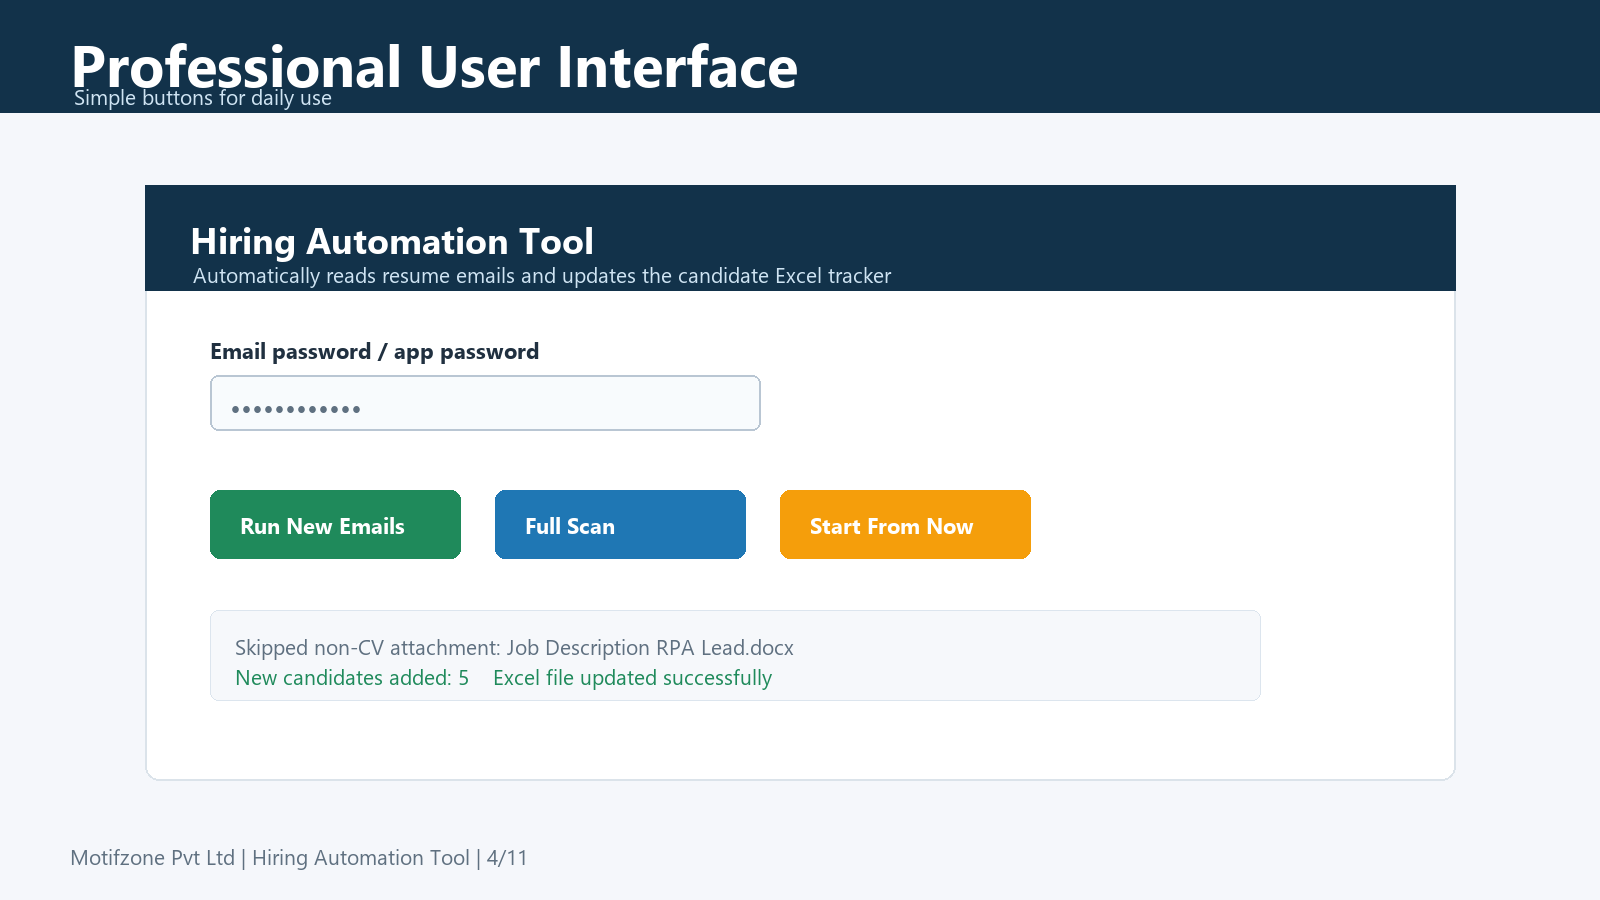 Professional User Interface
Simple buttons for daily use
Hiring Automation Tool
Automatically reads resume emails and updates the candidate Excel tracker
Email password / app password
••••••••••••
Run New Emails
Full Scan
Start From Now
Skipped non-CV attachment: Job Description RPA Lead.docx
New candidates added: 5    Excel file updated successfully
Motifzone Pvt Ltd | Hiring Automation Tool | 4/11